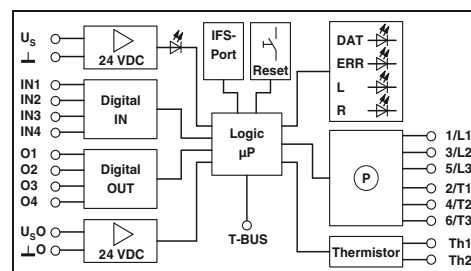 US
⊥
24 VDC
IFS-
Port
Reset
DAT
ERR
L
R
IN1
IN2
IN3
IN4
Digital
IN
Logic
µP
O1
O2
O3
O4
Digital
OUT
P
1/L1
3/L2
5/L3
2/T1
4/T2
6/T3
USO
⊥O
24 VDC
T-BUS
Thermistor
Th1
Th2